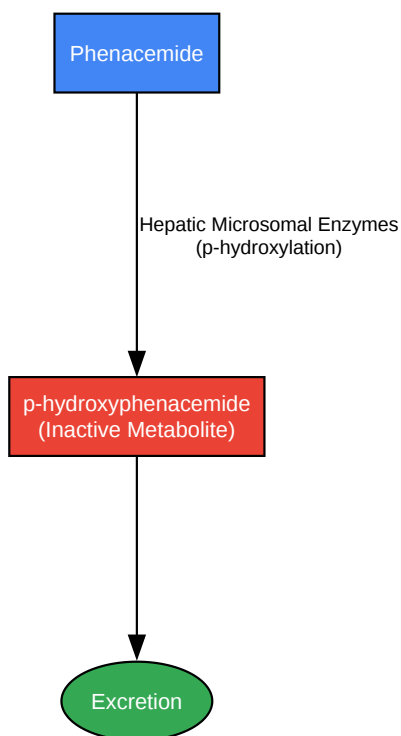 Phenacemide
Hepatic Microsomal Enzymes
(p-hydroxylation)
p-hydroxyphenacemide
(Inactive Metabolite)
Excretion